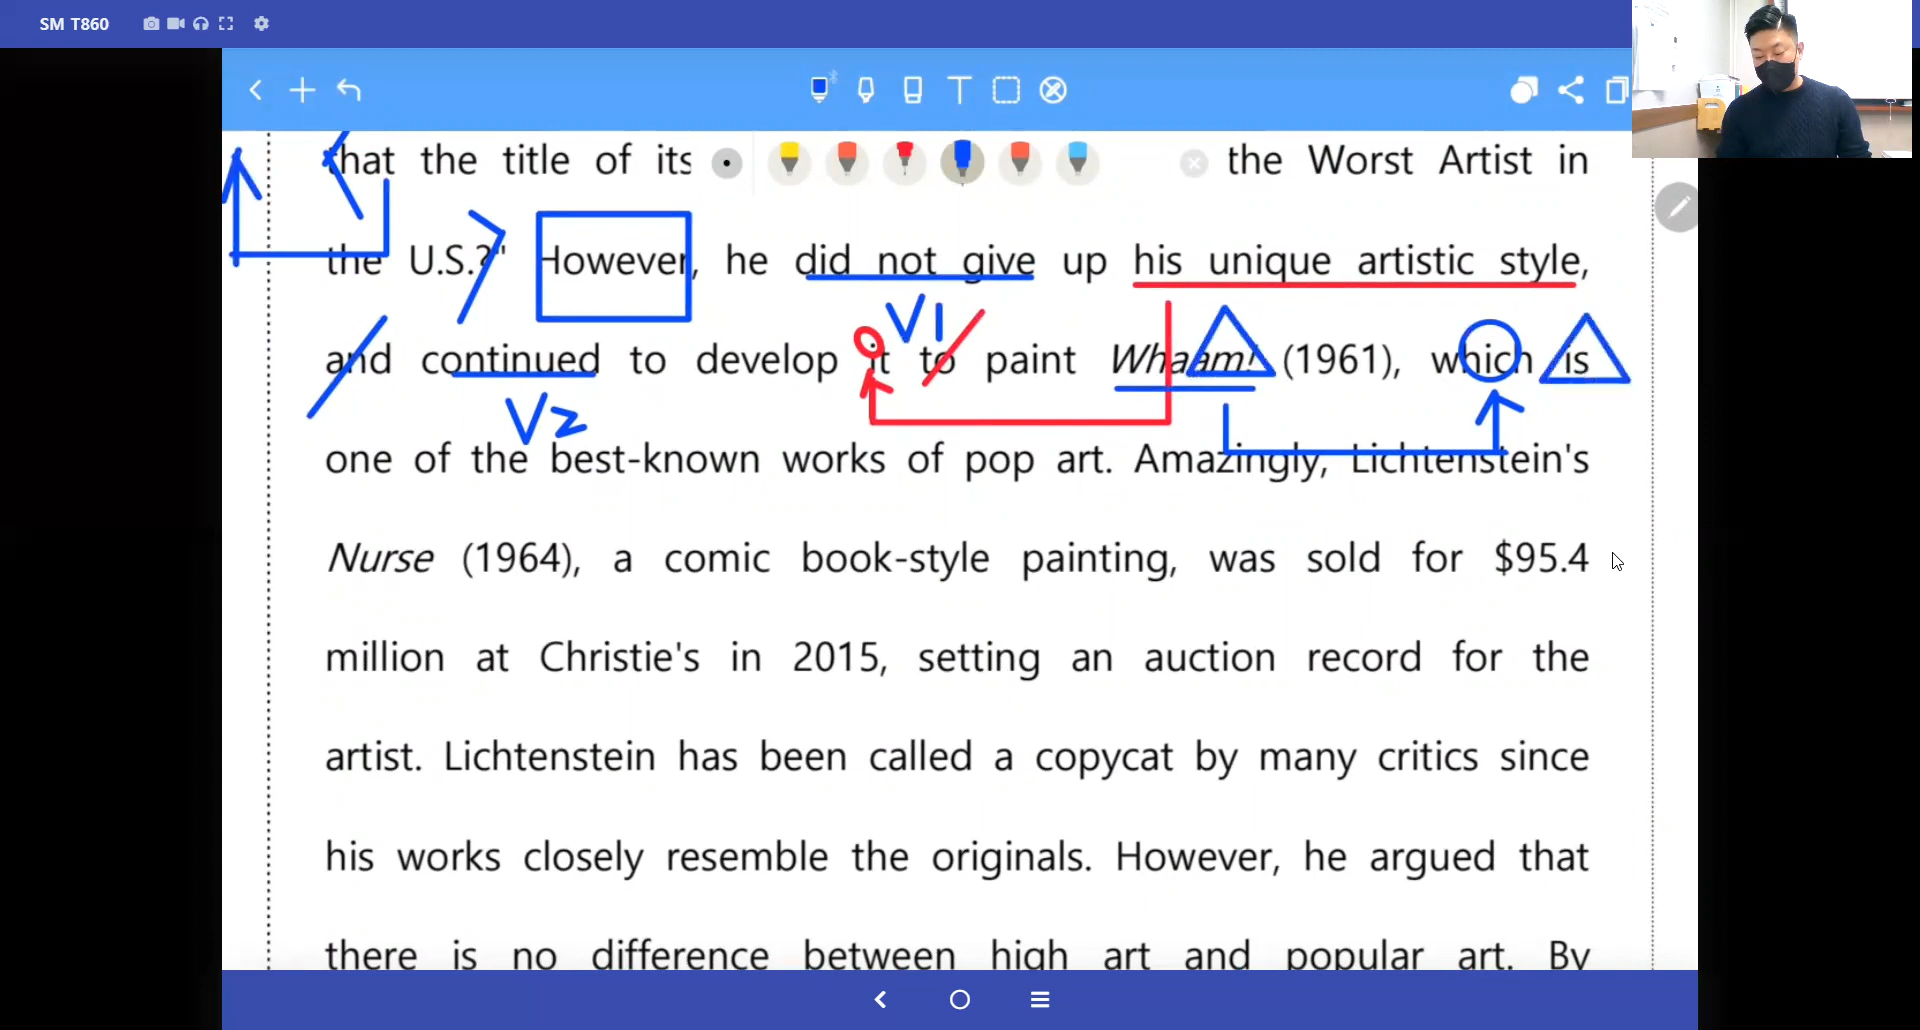 SM T860
that the title of its the Worst Artist in
the U.S.?" However, he did not give up his unique artistic style,
V1
and continued to develop it to paint Whaam! (1961), which is
V2
one of the best-known works of pop art. Amazingly, Lichtenstein's
Nurse (1964), a comic book-style painting, was sold for $95.4
million at Christie's in 2015, setting an auction record for the
artist. Lichtenstein has been called a copycat by many critics since
his works closely resemble the originals. However, he argued that
there is no difference between high art and popular art. By